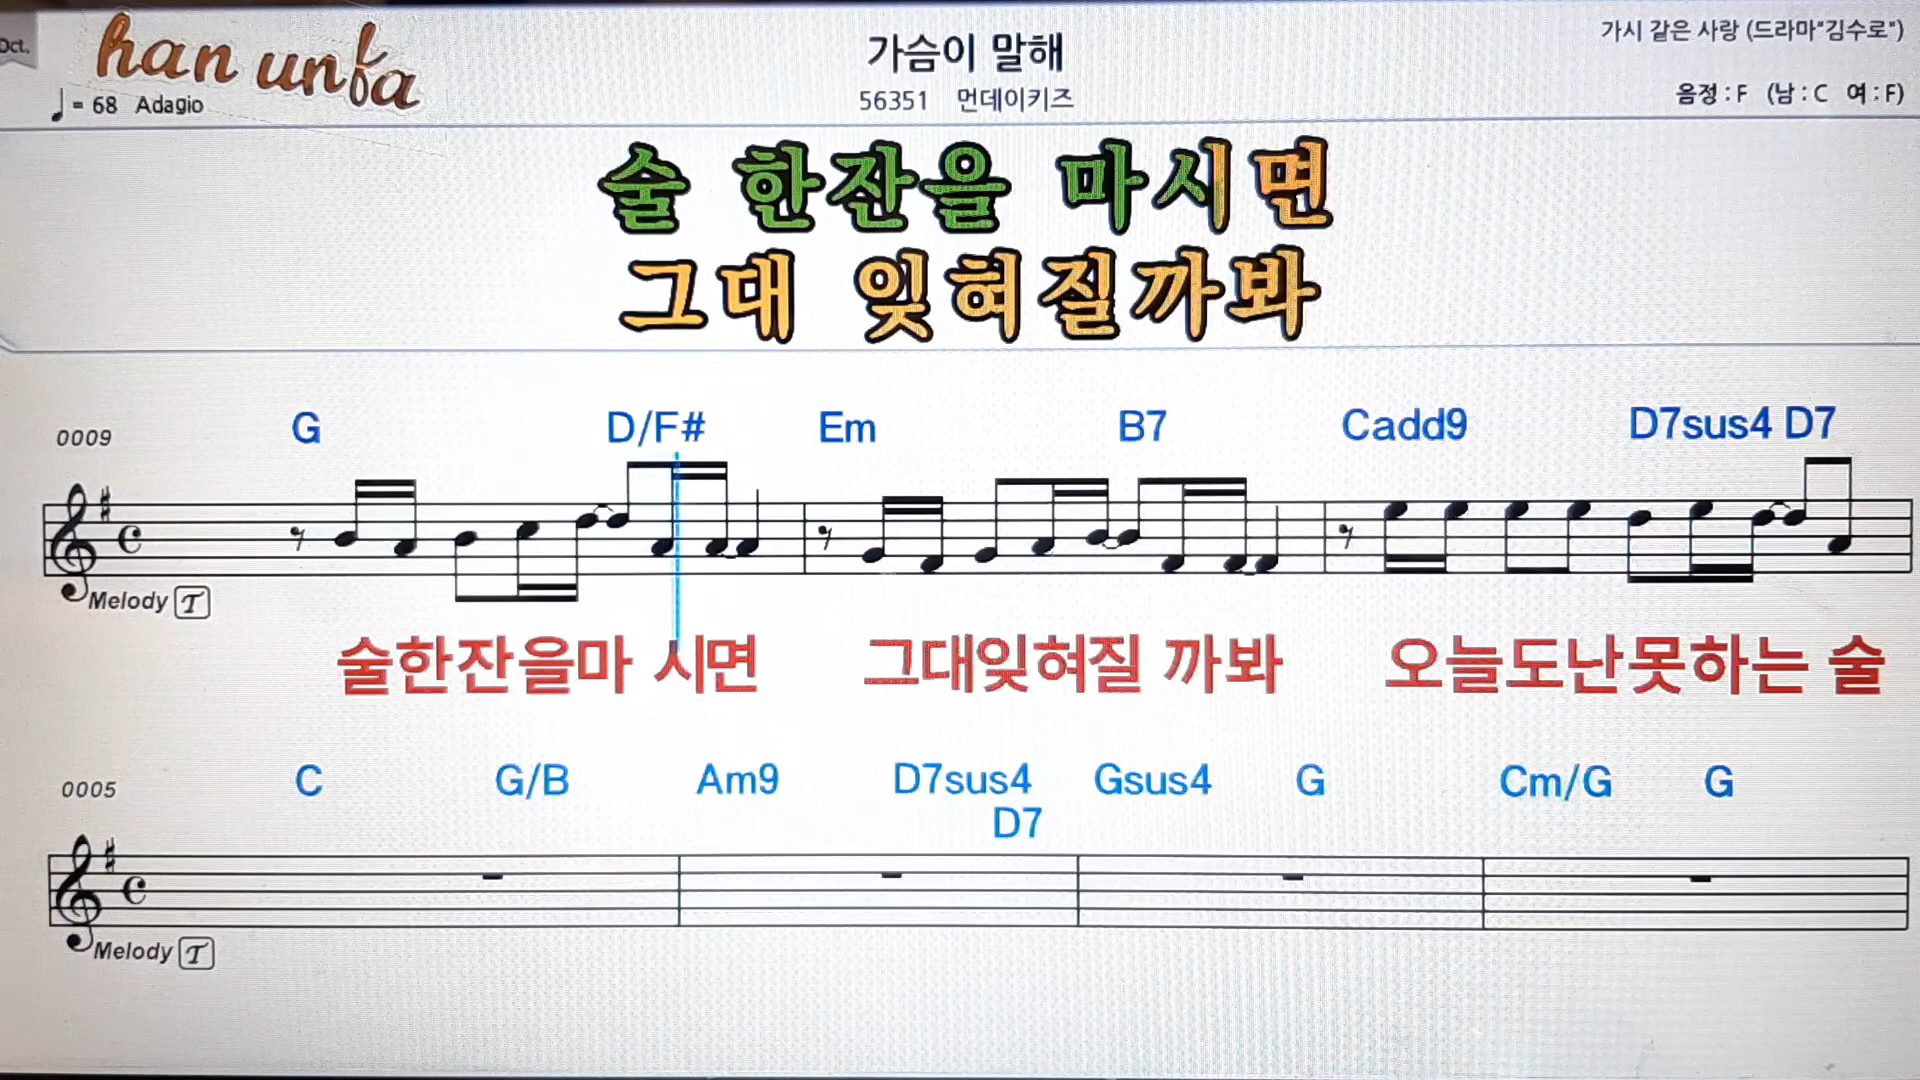 Oct.
han unfa
♩ = 68 Adagio
가슴이 말해
56351 먼데이키즈
가시 같은 사랑 (드라마"김수로")
음정 : F (남 : C 여 : F)
술 한잔을 마시면
그대 잊혀질까봐
0009
G D/F# Em B7 Cadd9 D7sus4 D7
Melody T
술한잔을마 시면 그대잊혀질 까봐 오늘도난못하는 술
0005
C G/B Am9 D7sus4 Gsus4 G Cm/G G
D7
Melody T